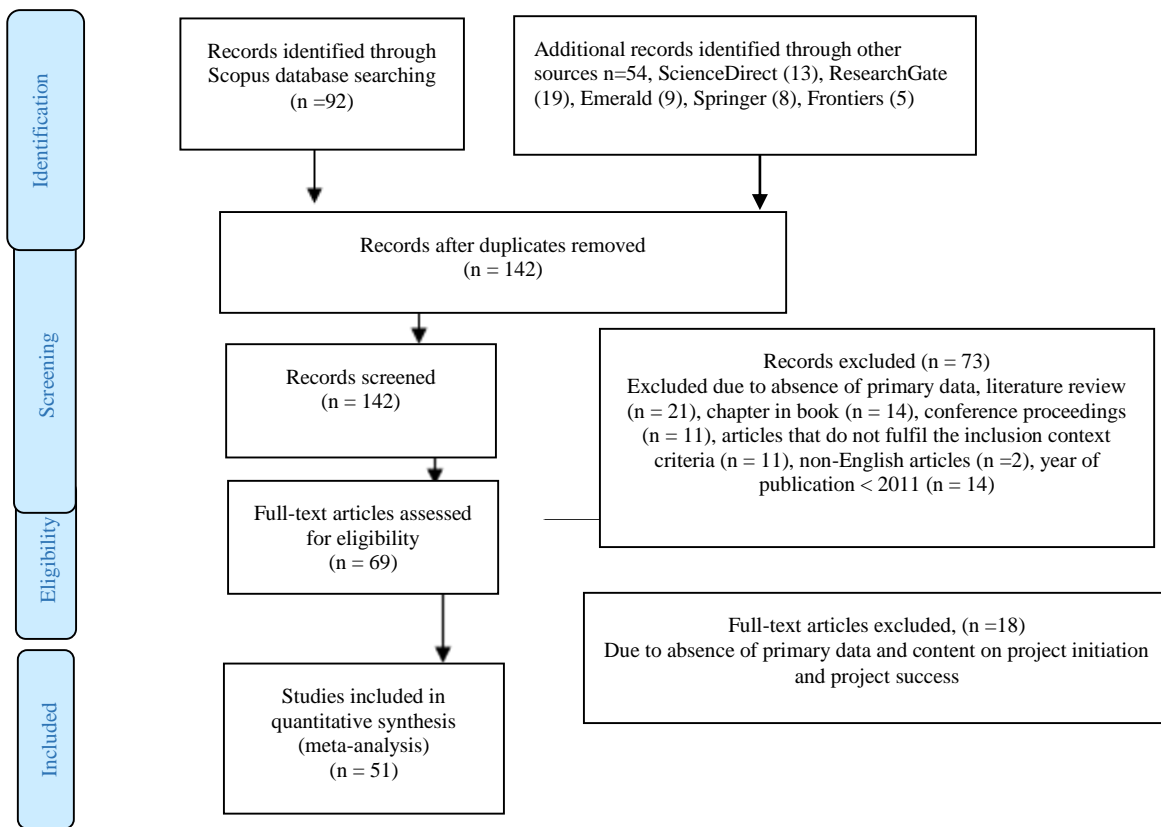 Identification
Records identified through
Scopus database searching
(n =92)
Additional records identified through other
sources n=54, ScienceDirect (13), ResearchGate
(19), Emerald (9), Springer (8), Frontiers (5)
Records after duplicates removed
(n = 142)
Screening
Records screened
(n = 142)
Records excluded (n = 73)
Excluded due to absence of primary data, literature review
(n = 21), chapter in book (n = 14), conference proceedings
(n = 11), articles that do not fulfil the inclusion context
criteria (n = 11), non-English articles (n =2), year of
publication < 2011 (n = 14)
Eligibility
Full-text articles assessed
for eligibility
(n = 69)
Full-text articles excluded, (n =18)
Due to absence of primary data and content on project initiation
and project success
Included
Studies included in
quantitative synthesis
(meta-analysis)
(n = 51)